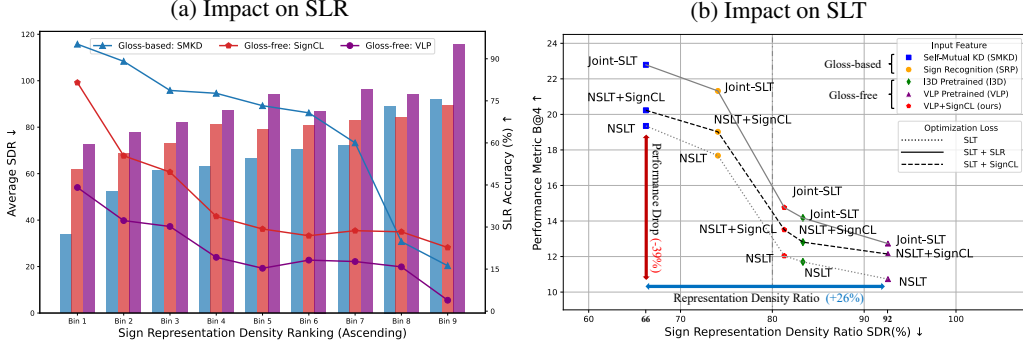 (a) Impact on SLR
Gloss-based: SMKD
Gloss-free: SignCL
Gloss-free: VLP
Average SDR ↓
120
100
80
60
40
20
0
SLR Accuracy (%) ↑
90
75
60
45
30
15
0
Bin 1 Bin 2 Bin 3 Bin 4 Bin 5 Bin 6 Bin 7 Bin 8 Bin 9
Sign Representation Density Ranking (Ascending)
(b) Impact on SLT
Performance Metric B@4 ↑
24
22
20
18
16
14
12
10
Input Feature
Gloss-based
Self-Mutual KD (SMKD)
Sign Recognition (SRP)
Gloss-free
I3D Pretrained (I3D)
VLP Pretrained (VLP)
VLP+SignCL (ours)
Optimization Loss
SLT
SLT + SLR
SLT + SignCL
Joint-SLT
NSLT+SignCL
NSLT
Joint-SLT
NSLT+SignCL
NSLT
Joint-SLT
NSLT+SignCL
NSLT
Joint-SLT
NSLT+SignCL
NSLT
Joint-SLT
NSLT+SignCL
NSLT
Performance Drop (-39%)
Representation Density Ratio (+26%)
60 66 70 80 90 92 100
Sign Representation Density Ratio SDR(%) ↓